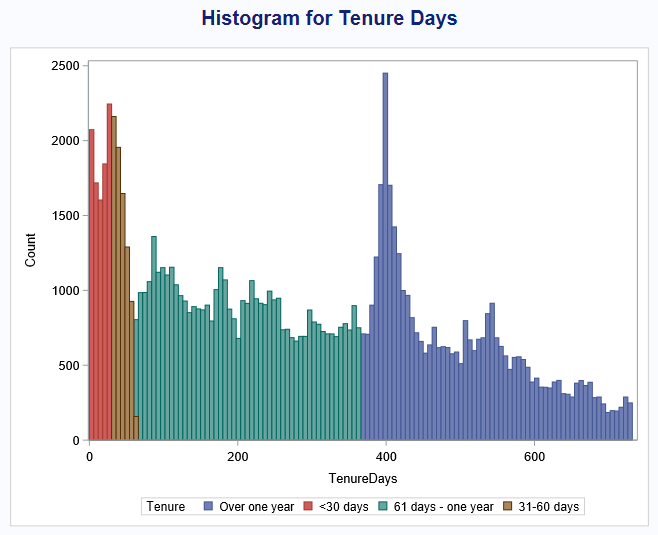 Histogram for Tenure Days
2500
2000
1500
1000
500
0
Count
0 200 400 600
TenureDays
Tenure Over one year <30 days 61 days - one year 31-60 days